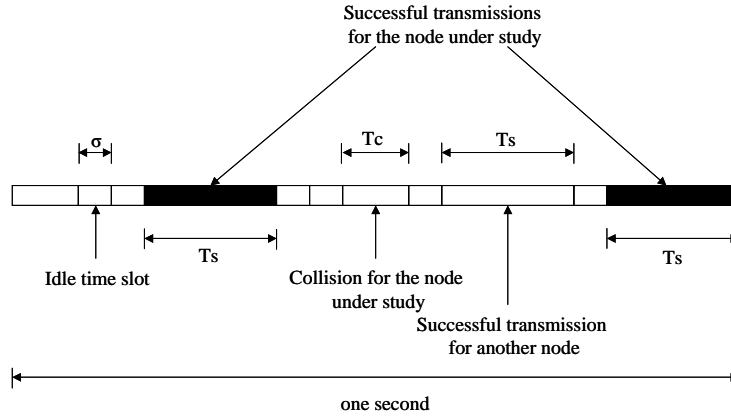 Successful transmissions
for the node under study
σ
Tc
Ts
Ts
Ts
Idle time slot
Collision for the node
under study
Successful transmission
for another node
one second